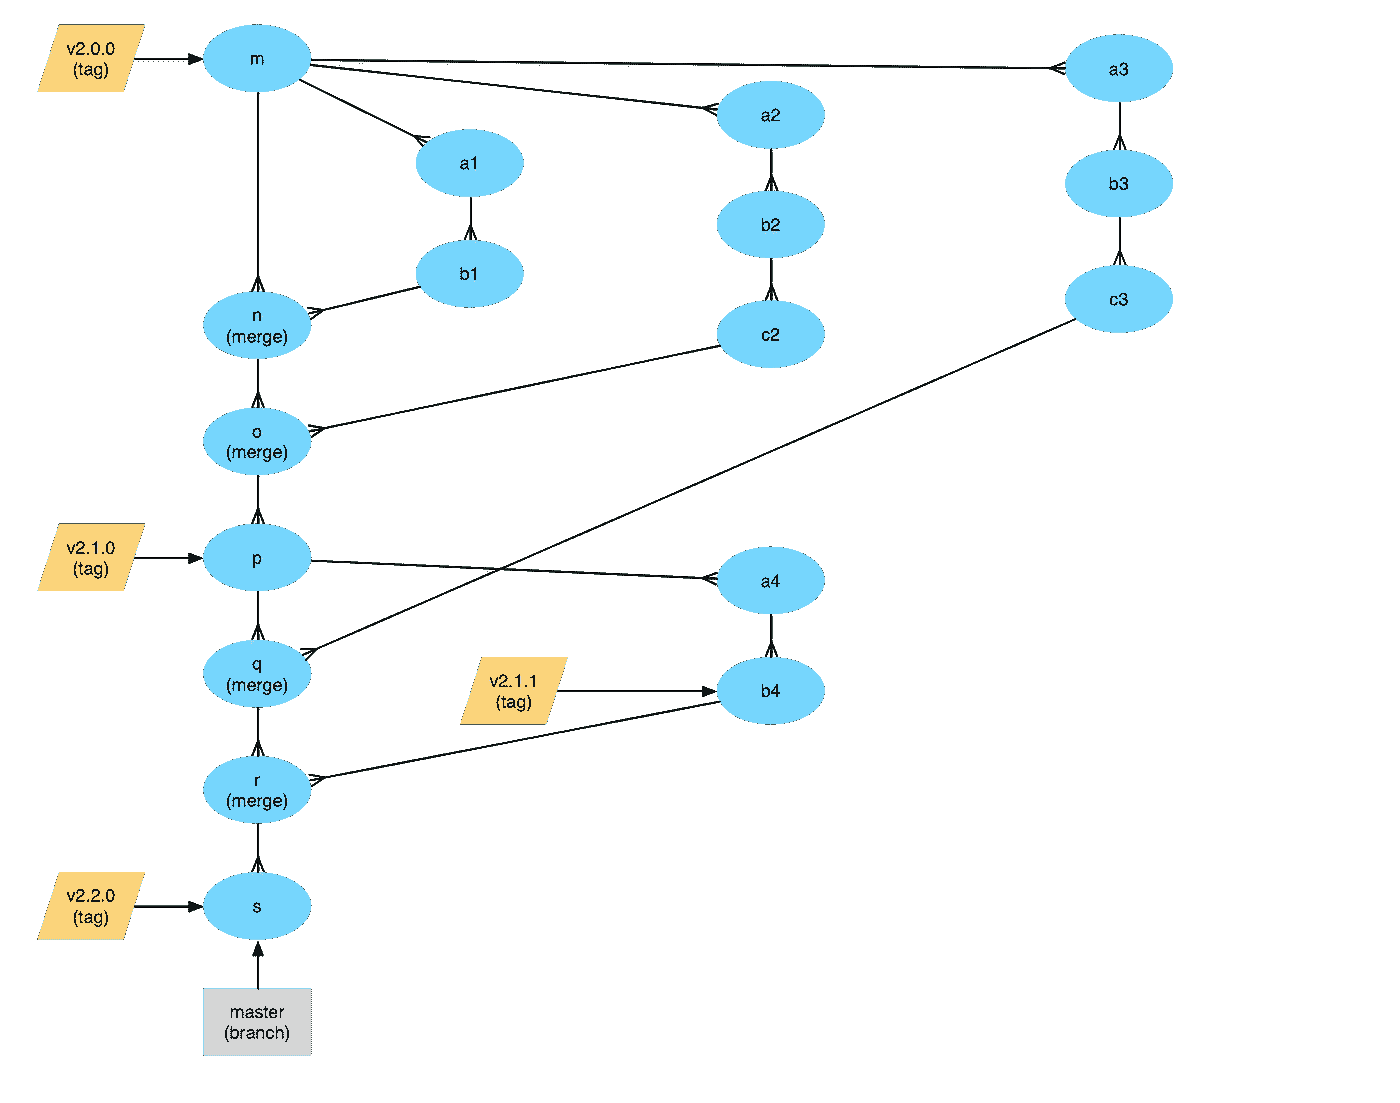 v2.0.0
(tag)
m
a3
a2
a1
b3
b2
b1
c3
n
(merge)
c2
o
(merge)
v2.1.0
(tag)
p
a4
q
(merge)
v2.1.1
(tag)
b4
r
(merge)
v2.2.0
(tag)
s
master
(branch)